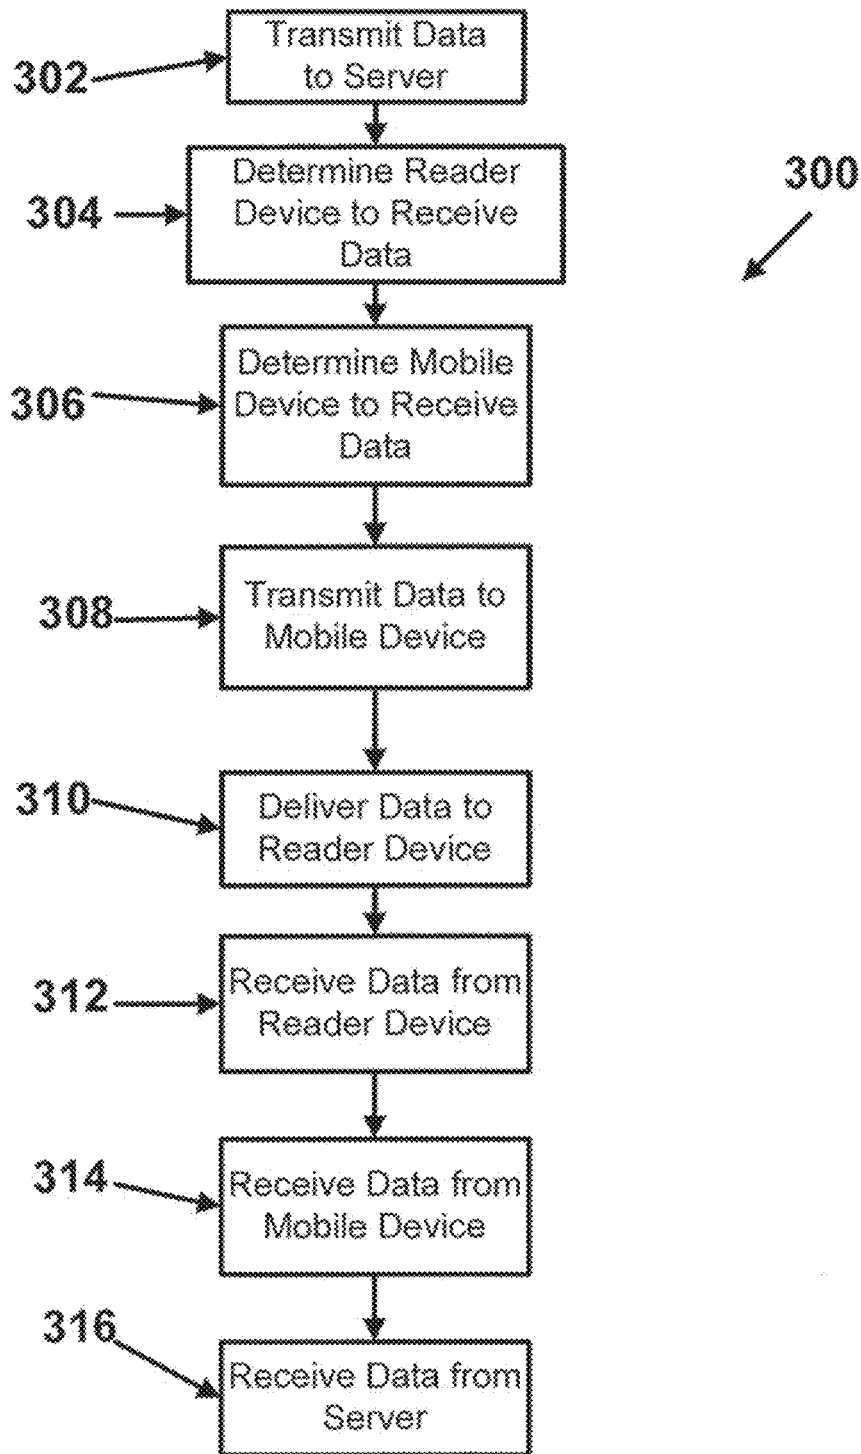 302
Transmit Data
to Server
304
Determine Reader
Device to Receive
Data
300
306
Determine Mobile
Device to Receive
Data
308
Transmit Data to
Mobile Device
310
Deliver Data to
Reader Device
312
Receive Data from
Reader Device
314
Receive Data from
Mobile Device
316
Receive Data from
Server